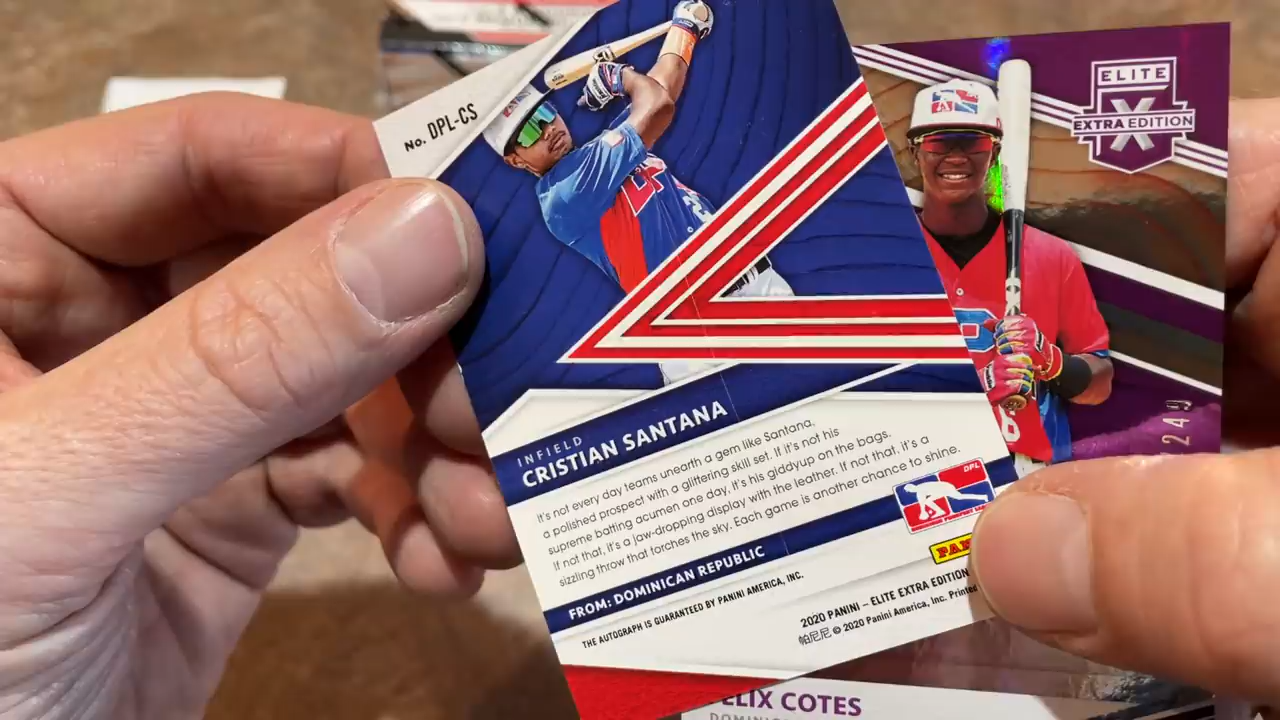 No. DPL-CS
INFIELD
CRISTIAN SANTANA
It's not every day teams unearth a gem like Santana,
a polished prospect with a glittering skill set. If it's not his
supreme batting acumen one day, it's his giddyup on the bags.
If not that, it's a jaw-dropping display with the leather. If not that, it's a
sizzling throw that torches the sky. Each game is another chance to shine.
FROM: DOMINICAN REPUBLIC
THE AUTOGRAPH IS GUARANTEED BY PANINI AMERICA, INC.
DPL
2020 PANINI – ELITE EXTRA EDITION
帕尼尼 © 2020 Panini America, Inc. Printed
ELITE
X
EXTRA EDITION
249
ELIX COTES